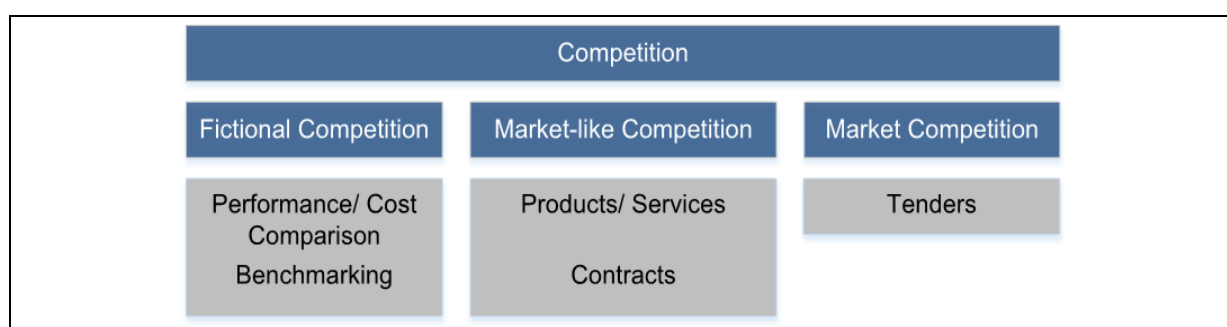 Competition
Fictional Competition
Market-like Competition
Market Competition
Performance/ Cost
Comparison
Benchmarking
Products/ Services
Contracts
Tenders